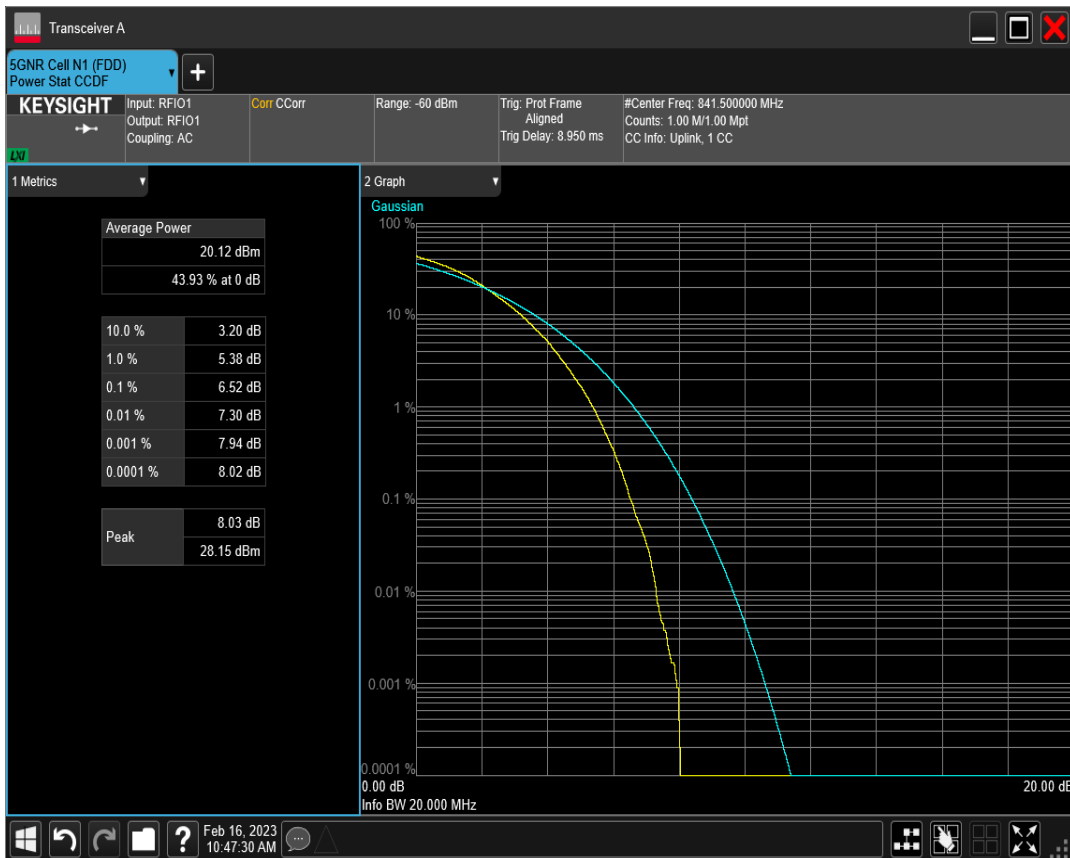 Transceiver A
5GNR Cell N1 (FDD)
Power Stat CCDF
+
KEYSIGHT
LXI
Input: RFIO1
Output: RFIO1
Coupling: AC
Corr CCorr
Range: -60 dBm
Trig: Prot Frame
Aligned
Trig Delay: 8.950 ms
#Center Freq: 841.500000 MHz
Counts: 1.00 M/1.00 Mpt
CC Info: Uplink, 1 CC
1 Metrics
Average Power
20.12 dBm
43.93 % at 0 dB
10.0 % 3.20 dB
1.0 % 5.38 dB
0.1 % 6.52 dB
0.01 % 7.30 dB
0.001 % 7.94 dB
0.0001 % 8.02 dB
Peak
8.03 dB
28.15 dBm
2 Graph
Gaussian
100 %
10 %
1 %
0.1 %
0.01 %
0.001 %
0.0001 %
0.00 dB 20.00 dB
Info BW 20.000 MHz
?
Feb 16, 2023
10:47:30 AM